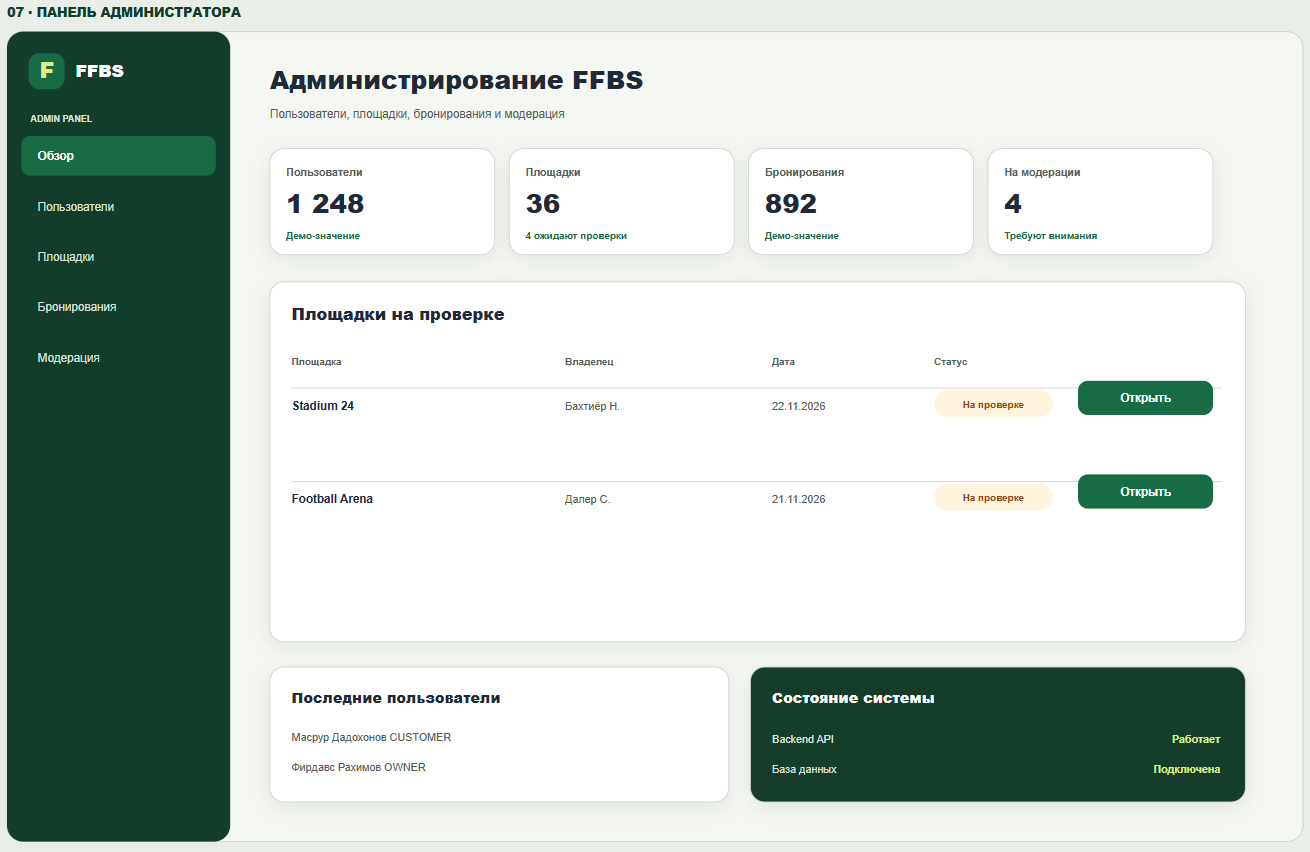 07 · ПАНЕЛЬ АДМИНИСТРАТОРА
F FFBS
ADMIN PANEL
Обзор
Пользователи
Площадки
Бронирования
Модерация
Администрирование FFBS
Пользователи, площадки, бронирования и модерация
Пользователи
1 248
Демо-значение
Площадки
36
4 ожидают проверки
Бронирования
892
Демо-значение
На модерации
4
Требуют внимания
Площадки на проверке
Площадка Владелец Дата Статус
Stadium 24 Бахтиёр Н. 22.11.2026 На проверке Открыть
Football Arena Далер С. 21.11.2026 На проверке Открыть
Последние пользователи
Масрур Дадохонов CUSTOMER
Фирдавс Рахимов OWNER
Состояние системы
Backend API Работает
База данных Подключена